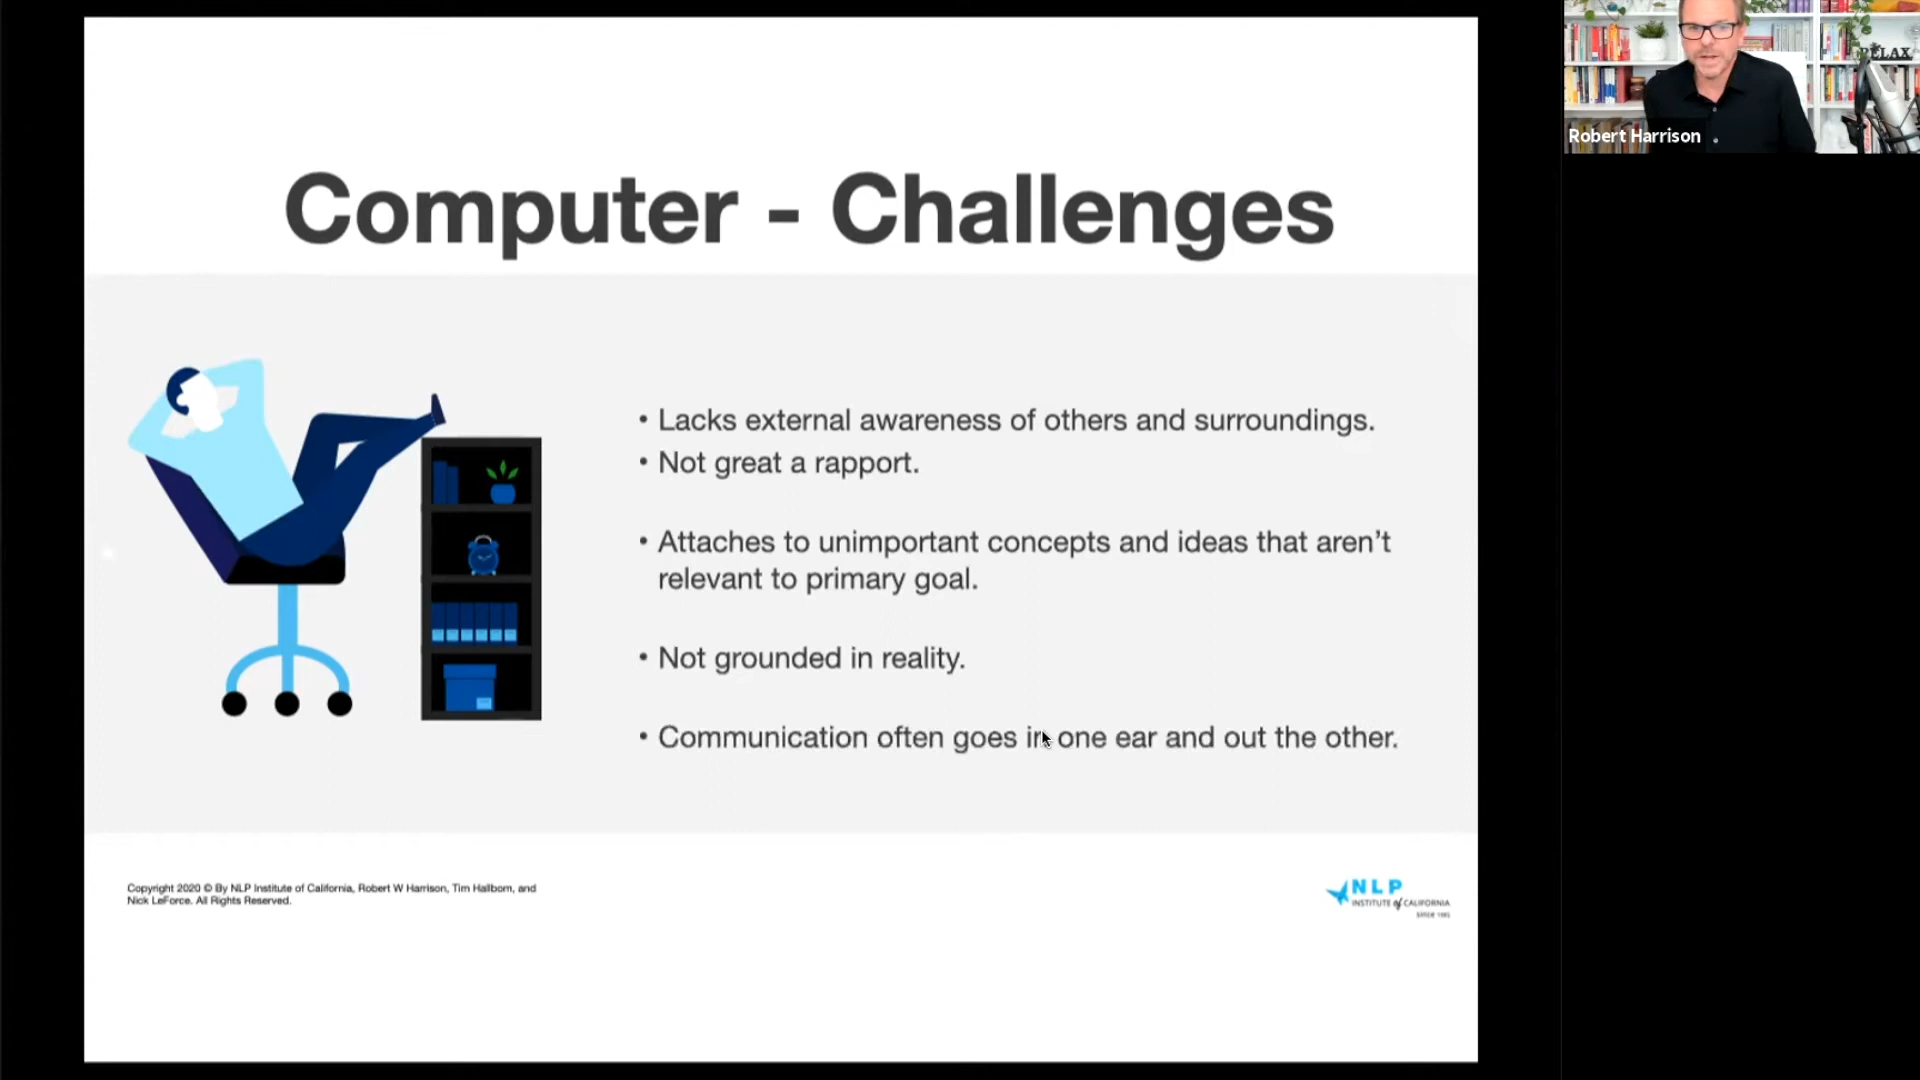 Computer - Challenges
• Lacks external awareness of others and surroundings.
• Not great a rapport.
• Attaches to unimportant concepts and ideas that aren’t
relevant to primary goal.
• Not grounded in reality.
• Communication often goes in one ear and out the other.
Copyright 2020 © By NLP Institute of California, Robert W Harrison, Tim Hallbom, and
Nick LeForce. All Rights Reserved.
NLP
INSTITUTE of CALIFORNIA
RELAX
Robert Harrison